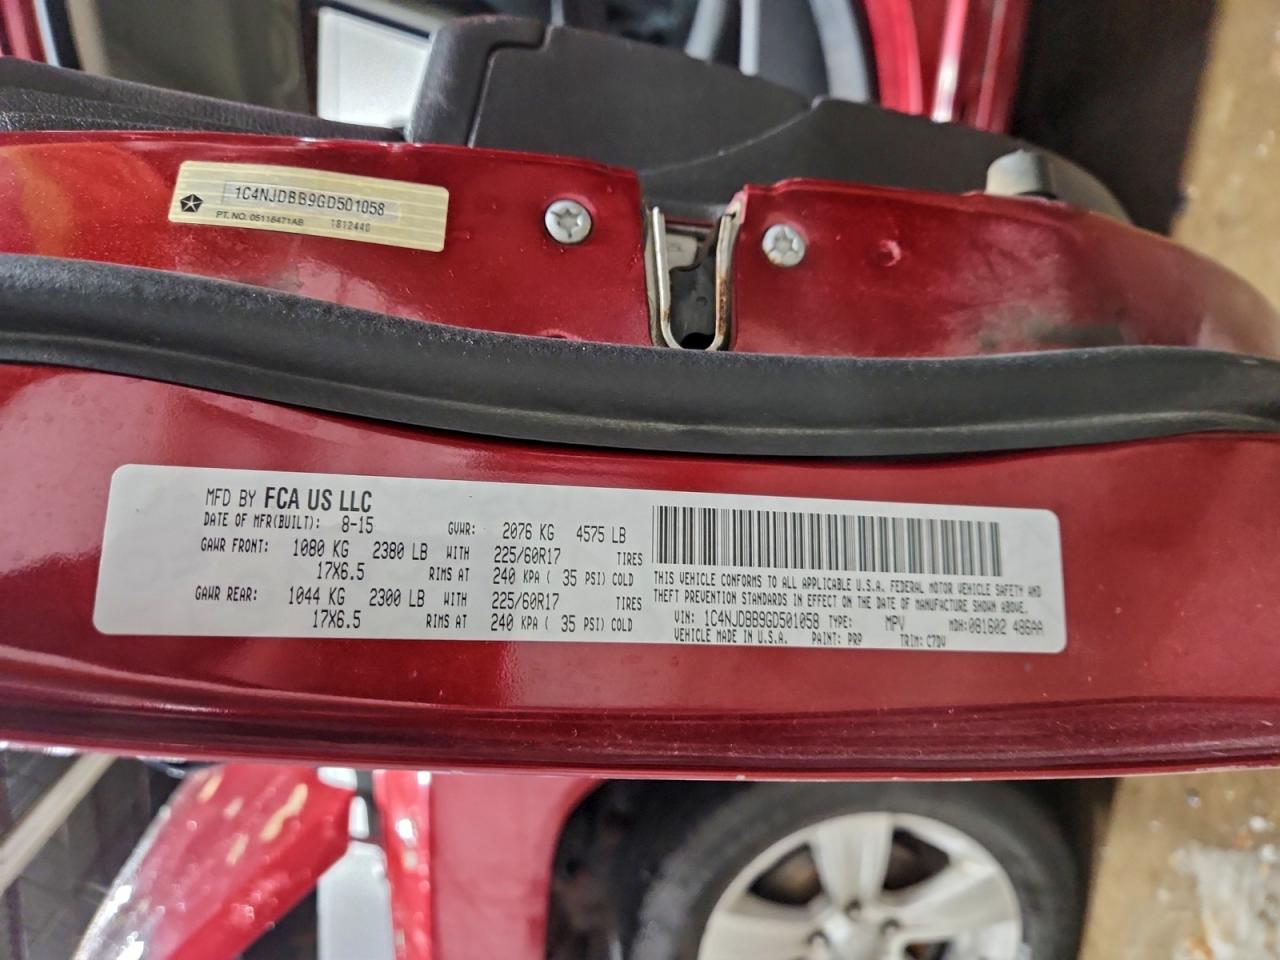 1C4NJDBB9GD501058
PT. NO. 05116471AB 1812440
MFD BY FCA US LLC
DATE OF MFR(BUILT): 8-15 GVWR: 2076 KG 4575 LB
GAWR FRONT: 1080 KG 2380 LB WITH 225/60R17 TIRES
17X6.5 RIMS AT 240 KPA ( 35 PSI) COLD
GAWR REAR: 1044 KG 2300 LB WITH 225/60R17 TIRES
17X6.5 RIMS AT 240 KPA ( 35 PSI) COLD
THIS VEHICLE CONFORMS TO ALL APPLICABLE U.S.A. FEDERAL MOTOR VEHICLE SAFETY AND
THEFT PREVENTION STANDARDS IN EFFECT ON THE DATE OF MANUFACTURE SHOWN ABOVE.
VIN: 1C4NJDBB9GD501058 TYPE: MPV MDH:081602 486AA
VEHICLE MADE IN U.S.A. PAINT: PRP TRIM: C7DV